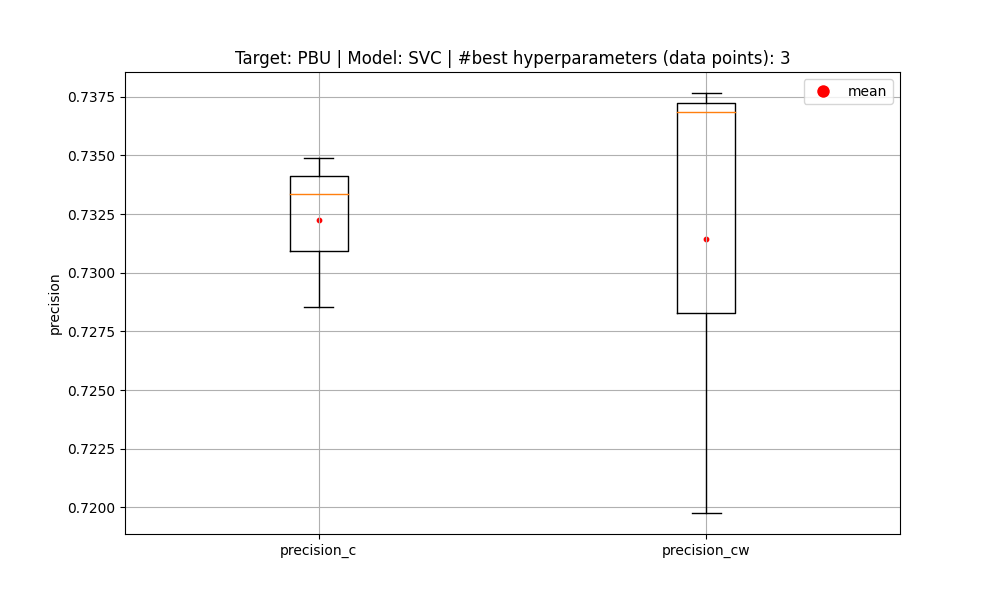 Target: PBU | Model: SVC | #best hyperparameters (data points): 3
mean
0.7375
0.7350
0.7325
0.7300
0.7275
0.7250
0.7225
0.7200
precision
precision_c
precision_cw